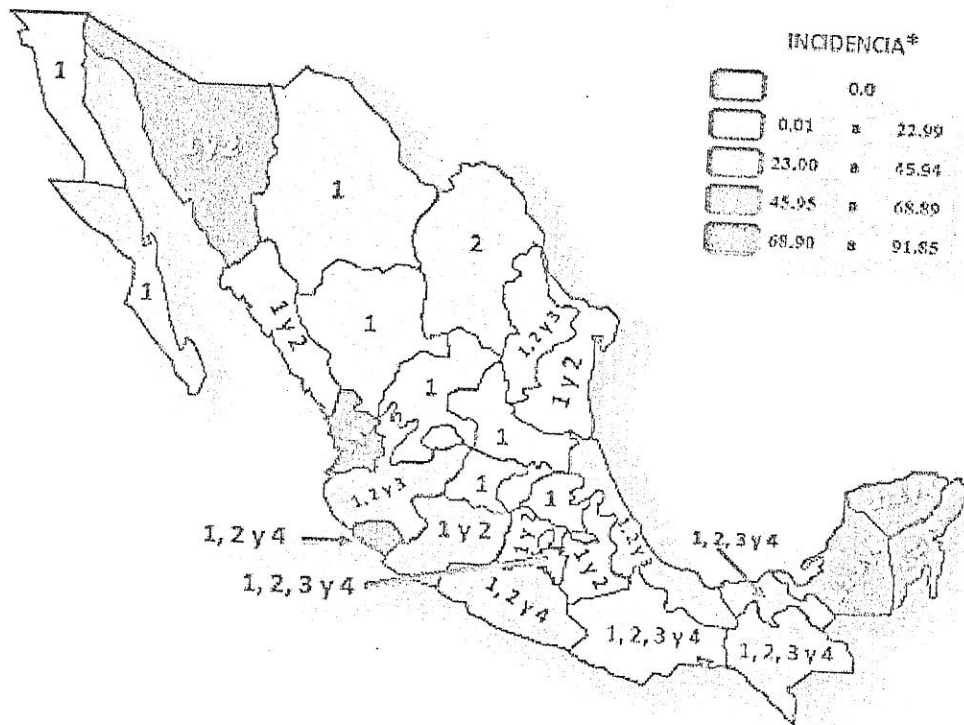 INCIDENCIA*
0.0
0.01 a 22.99
23.00 a 45.94
45.95 a 68.89
68.90 a 91.85
1
1
2
1
1 y 2
1
1, 2 y 3
1 y 2
1
1
1, 2 y 3
1
1
1 y 2
1, 2 y 4
1 y 2
1, 2, 3 y 4
1, 2 y 4
1, 2, 3 y 4
1, 2, 3 y 4
1, 2, 3 y 4